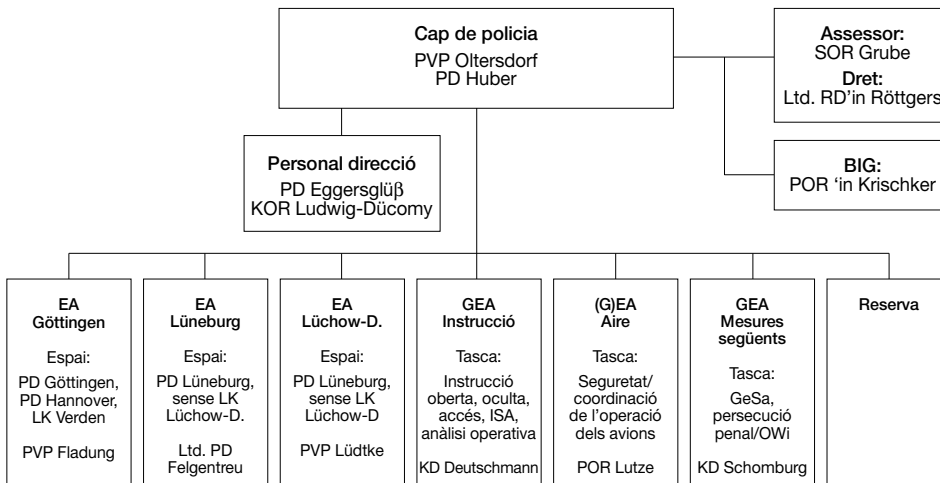 Cap de policia
PVP Oltersdorf
PD Huber
Assessor:
SOR Grube
Dret:
Ltd. RD’in Röttgers
Personal direcció
PD Eggersglüβ
KOR Ludwig-Dücomy
BIG:
POR ‘in Krischker
EA
Göttingen
Espai:
PD Göttingen,
PD Hannover,
LK Verden
PVP Fladung
EA
Lüneburg
Espai:
PD Lüneburg,
sense LK
Lüchow-D.
Ltd. PD
Felgentreu
EA
Lüchow-D.
Espai:
PD Lüneburg,
sense LK
Lüchow-D
PVP Lüdtke
GEA
Instrucció
Tasca:
Instrucció
oberta, oculta,
accés, ISA,
anàlisi operativa
KD Deutschmann
(G)EA
Aire
Tasca:
Seguretat/
coordinació
de l’operació
dels avions
POR Lutze
GEA
Mesures
següents
Tasca:
GeSa,
persecució
penal/OWi
KD Schomburg
Reserva